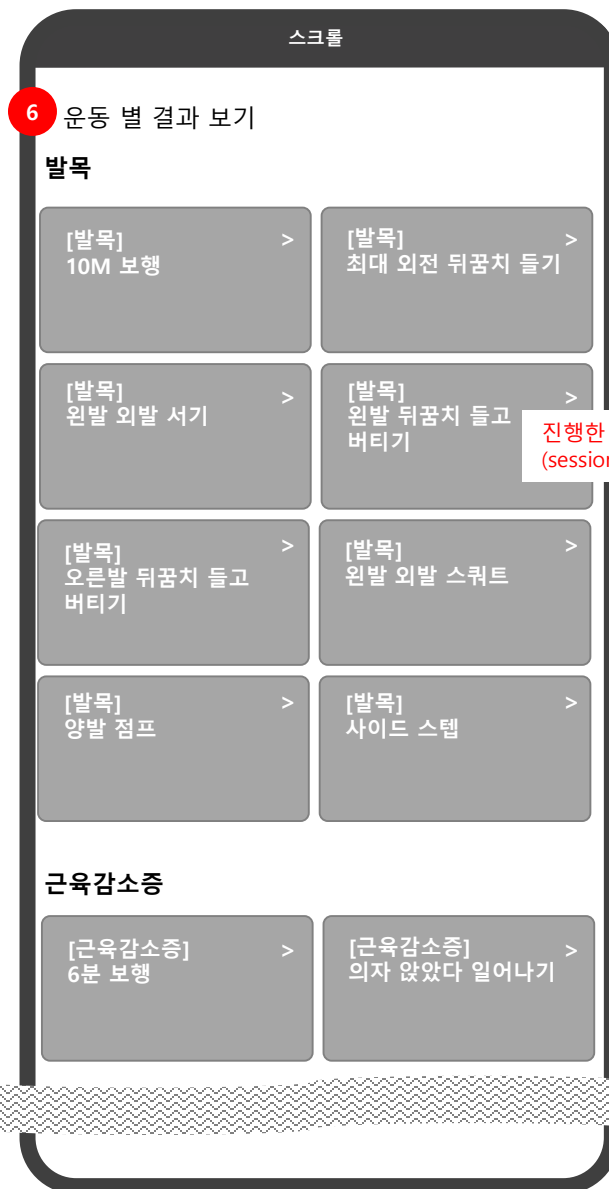 스크롤
6
운동 별 결과 보기
발목
[발목] >
10M 보행
[발목] >
최대 외전 뒤꿈치 들기
[발목] >
왼발 외발 서기
[발목] >
왼발 뒤꿈치 들고
버티기
진행한
(session
[발목] >
오른발 뒤꿈치 들고
버티기
[발목] >
왼발 외발 스쿼트
[발목] >
양발 점프
[발목] >
사이드 스텝
근육감소증
[근육감소증] >
6분 보행
[근육감소증] >
의자 앉았다 일어나기